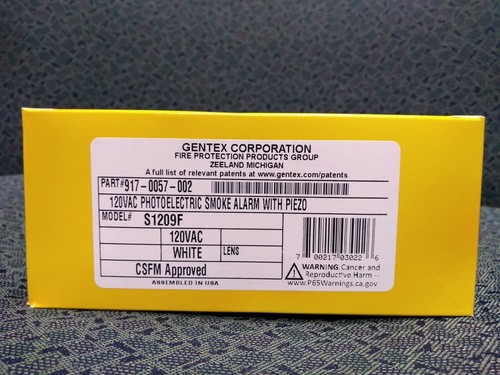 GENTEX CORPORATION
FIRE PROTECTION PRODUCTS GROUP
ZEELAND MICHIGAN
A full list of relevant patents at www.gentex.com/patents
PART# 917-0057-002
120VAC PHOTOELECTRIC SMOKE ALARM WITH PIEZO
MODEL# S1209F
120VAC
WHITE LENS
CSFM Approved
ASSEMBLED IN USA
7 00217 03022 6
WARNING: Cancer and
Reproductive Harm --
www.P65Warnings.ca.gov